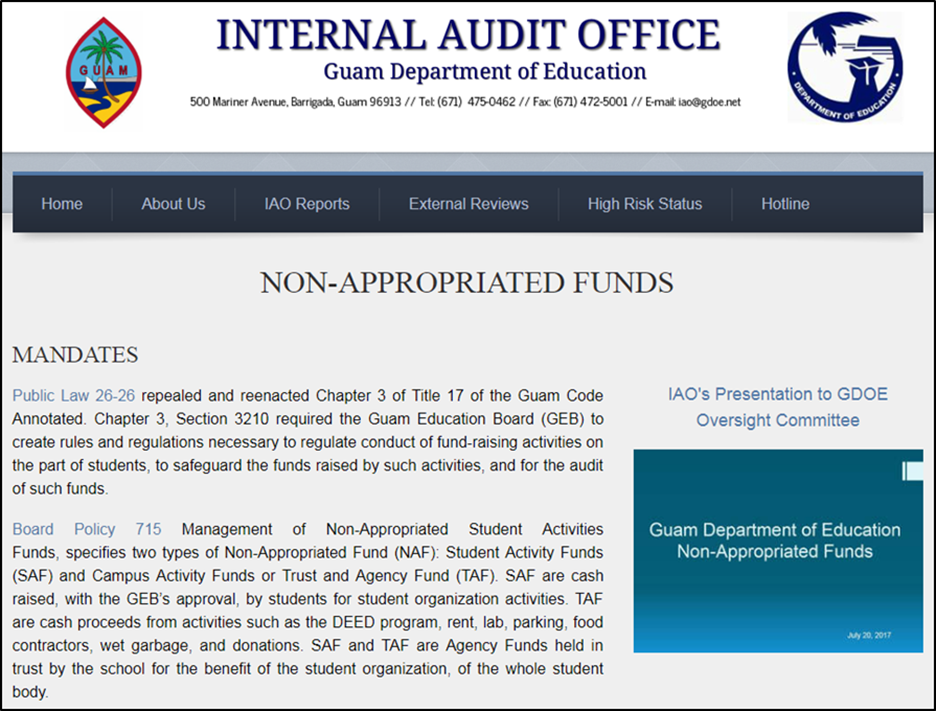 GUAM
INTERNAL AUDIT OFFICE
Guam Department of Education
500 Mariner Avenue, Barrigada, Guam 96913 // Tel: (671) 475-0462 // Fax: (671) 472-5001 // E-mail: iao@gdoe.net
DEPARTMENT OF EDUCATION
Home About Us IAO Reports External Reviews High Risk Status Hotline
NON-APPROPRIATED FUNDS
MANDATES
Public Law 26-26 repealed and reenacted Chapter 3 of Title 17 of the Guam Code
Annotated. Chapter 3, Section 3210 required the Guam Education Board (GEB) to
create rules and regulations necessary to regulate conduct of fund-raising activities on
the part of students, to safeguard the funds raised by such activities, and for the audit
of such funds.
Board Policy 715 Management of Non-Appropriated Student Activities
Funds, specifies two types of Non-Appropriated Fund (NAF): Student Activity Funds
(SAF) and Campus Activity Funds or Trust and Agency Fund (TAF). SAF are cash
raised, with the GEB's approval, by students for student organization activities. TAF
are cash proceeds from activities such as the DEED program, rent, lab, parking, food
contractors, wet garbage, and donations. SAF and TAF are Agency Funds held in
trust by the school for the benefit of the student organization, of the whole student
body.
IAO's Presentation to GDOE
Oversight Committee
Guam Department of Education
Non-Appropriated Funds
July 20, 2017